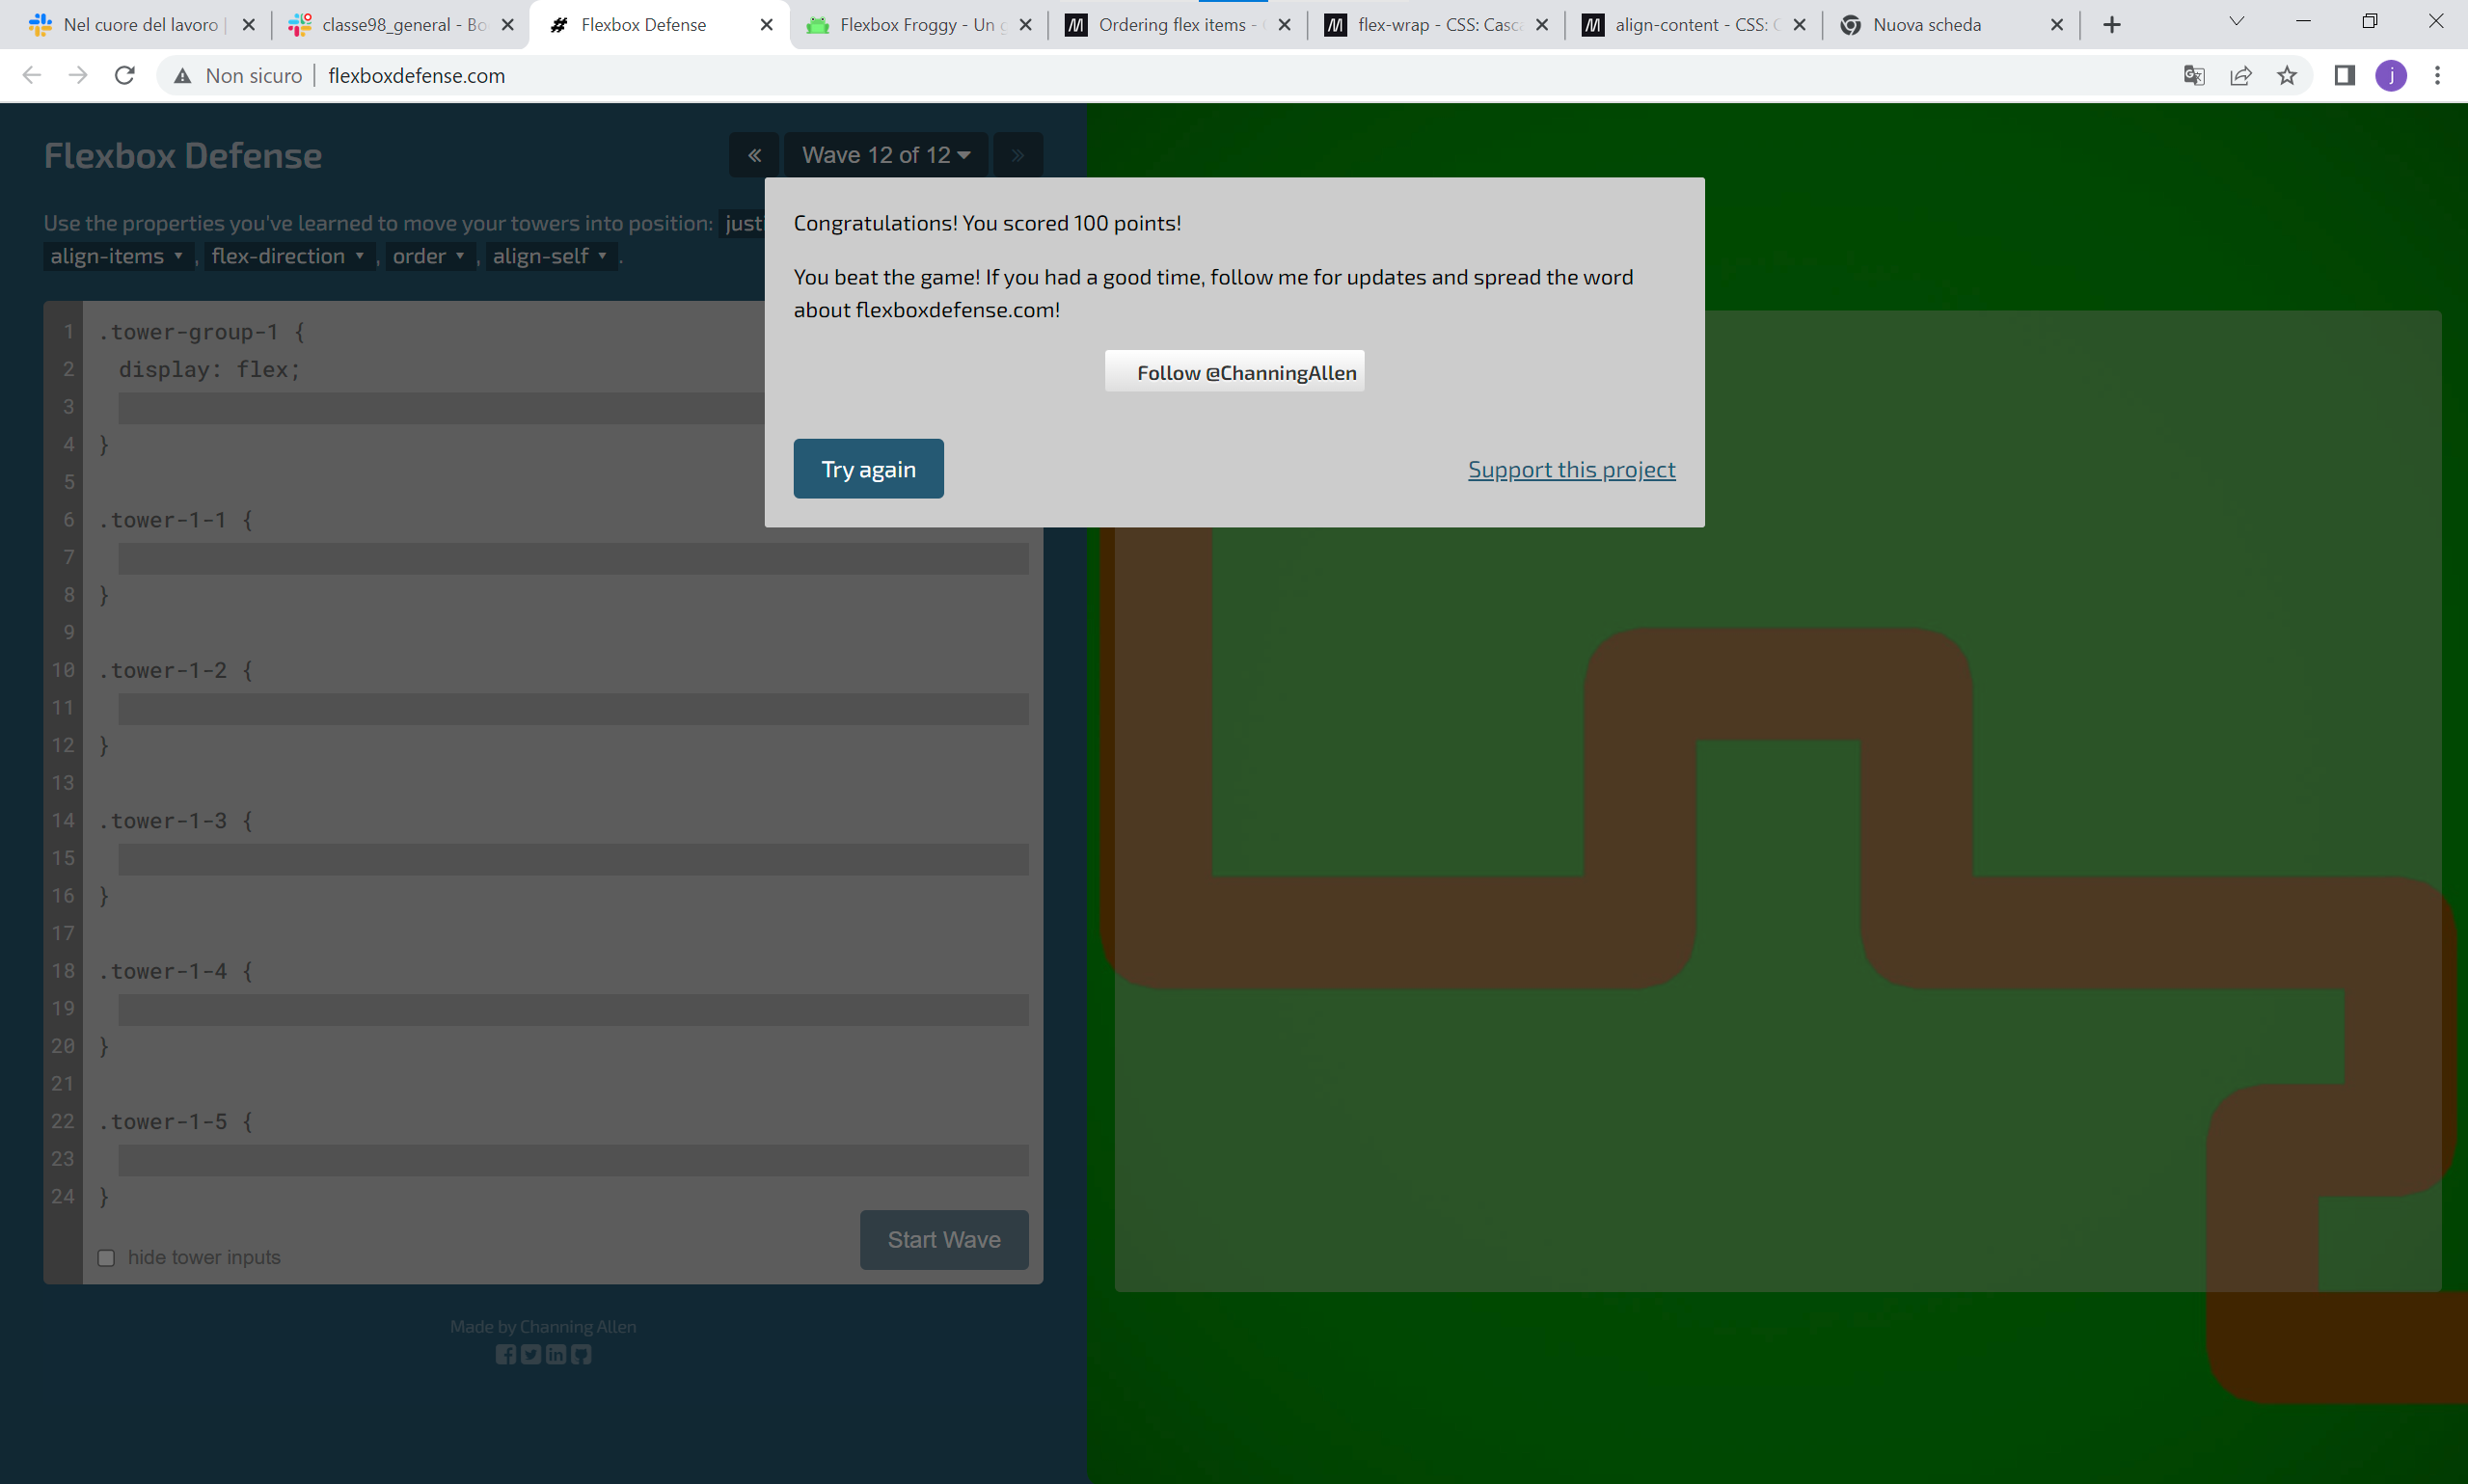 Nel cuore del lavoro
classe98_general - Bo
Flexbox Defense
Flexbox Froggy - Un g
Ordering flex items -
flex-wrap - CSS: Casc
align-content - CSS: C
Nuova scheda
Non sicuro
flexboxdefense.com
j
Flexbox Defense
« Wave 12 of 12 »
Use the properties you've learned to move your towers into position: justi
align-items , flex-direction , order , align-self .
Congratulations! You scored 100 points!
You beat the game! If you had a good time, follow me for updates and spread the word
about flexboxdefense.com!
Follow @ChanningAllen
Try again
Support this project
1 .tower-group-1 {
2 display: flex;
3
4 }
5
6 .tower-1-1 {
7
8 }
9
10 .tower-1-2 {
11
12 }
13
14 .tower-1-3 {
15
16 }
17
18 .tower-1-4 {
19
20 }
21
22 .tower-1-5 {
23
24 }
hide tower inputs
Start Wave
Made by Channing Allen